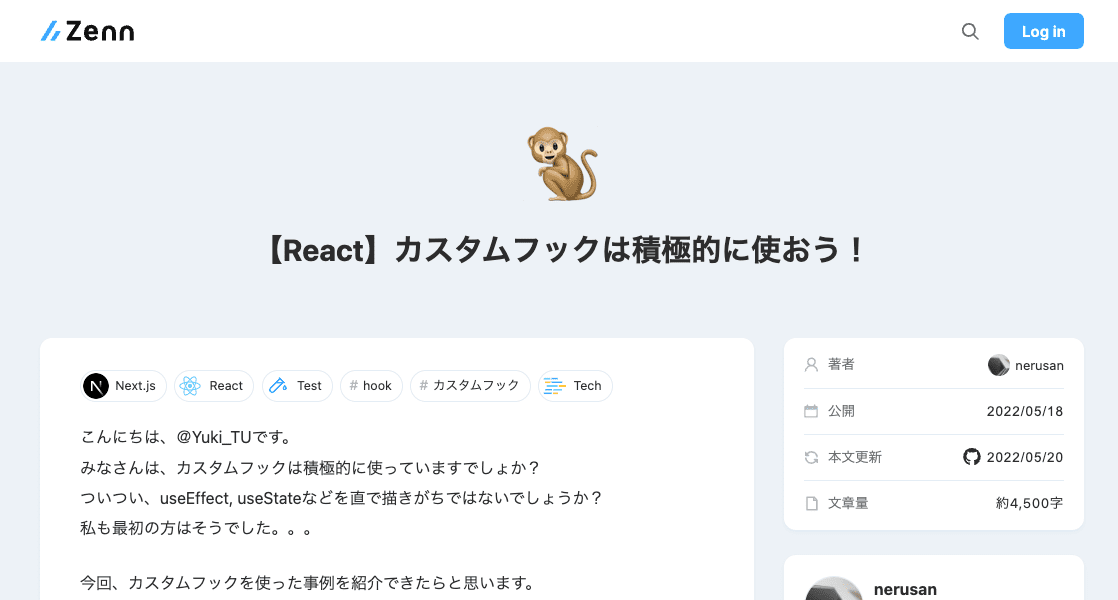 Zenn
Log in
【React】カスタムフックは積極的に使おう！
Next.js
React
Test
# hook
# カスタムフック
Tech
こんにちは、＠Yuki_TUです。
みなさんは、カスタムフックは積極的に使っていますでしょか？
ついつい、useEffect, useStateなどを直で描きがちではないでしょうか？
私も最初の方はそうでした。。。
今回、カスタムフックを使った事例を紹介できたらと思います。
著者 nerusan
公開 2022/05/18
本文更新 2022/05/20
文章量 約4,500字
nerusan